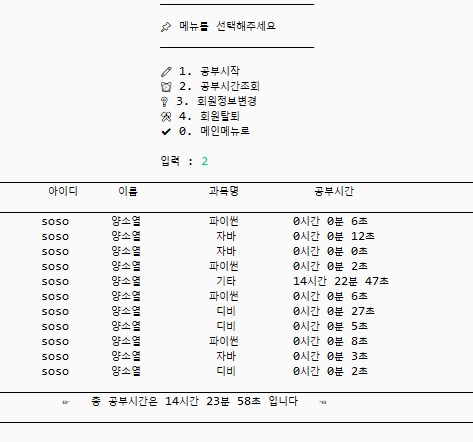 메뉴를 선택해주세요
1. 공부시작
2. 공부시간조회
3. 회원정보변경
4. 회원탈퇴
0. 메인메뉴로
입력 : 2
아이디 이름 과목명 공부시간
soso 양소열 파이썬 0시간 0분 6초
soso 양소열 자바 0시간 0분 12초
soso 양소열 자바 0시간 0분 0초
soso 양소열 파이썬 0시간 0분 2초
soso 양소열 기타 14시간 22분 47초
soso 양소열 파이썬 0시간 0분 6초
soso 양소열 디비 0시간 0분 27초
soso 양소열 디비 0시간 0분 5초
soso 양소열 파이썬 0시간 0분 8초
soso 양소열 자바 0시간 0분 3초
soso 양소열 디비 0시간 0분 2초
총 공부시간은 14시간 23분 58초 입니다